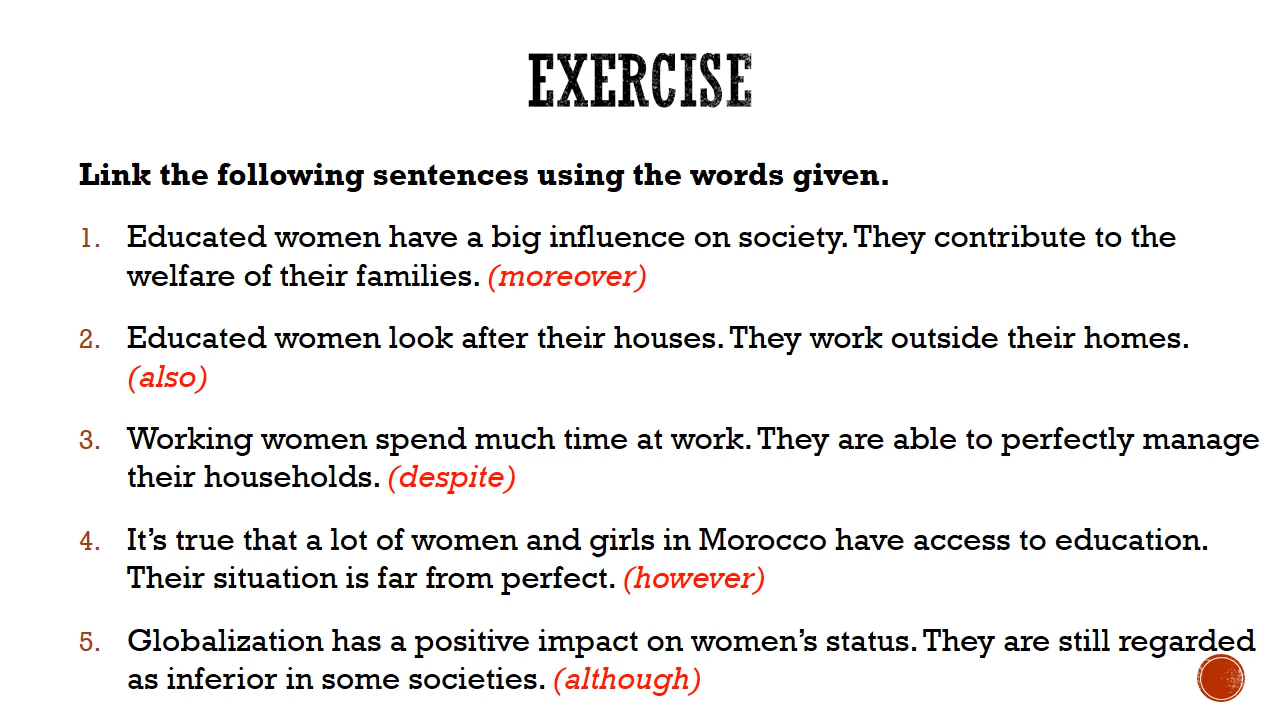 EXERCISE
Link the following sentences using the words given.
1. Educated women have a big influence on society. They contribute to the
welfare of their families. (moreover)
2. Educated women look after their houses. They work outside their homes.
(also)
3. Working women spend much time at work. They are able to perfectly manage
their households. (despite)
4. It’s true that a lot of women and girls in Morocco have access to education.
Their situation is far from perfect. (however)
5. Globalization has a positive impact on women’s status. They are still regarded
as inferior in some societies. (although)